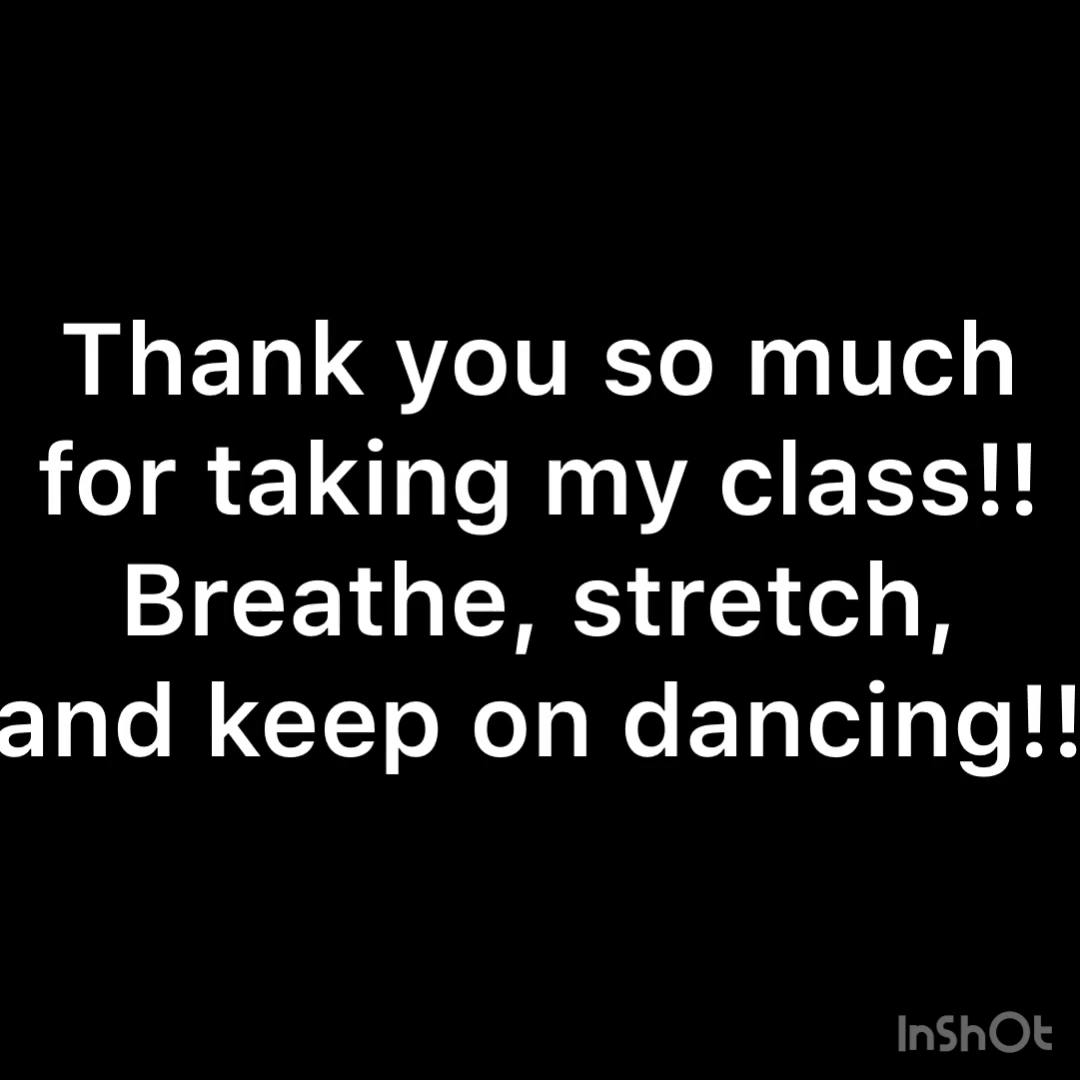 Thank you so much
for taking my class!!
Breathe, stretch,
and keep on dancing!!
InShOt